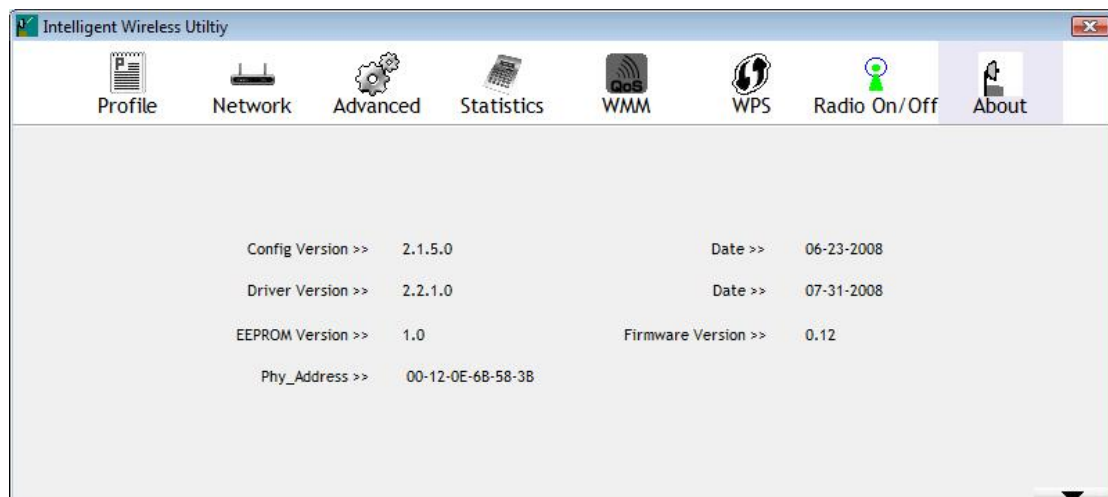 Intelligent Wireless Utiltiy
Profile Network Advanced Statistics QoS WMM WPS Radio On/Off About
Config Version >> 2.1.5.0 Date >> 06-23-2008
Driver Version >> 2.2.1.0 Date >> 07-31-2008
EEPROM Version >> 1.0 Firmware Version >> 0.12
Phy_Address >> 00-12-0E-6B-58-3B